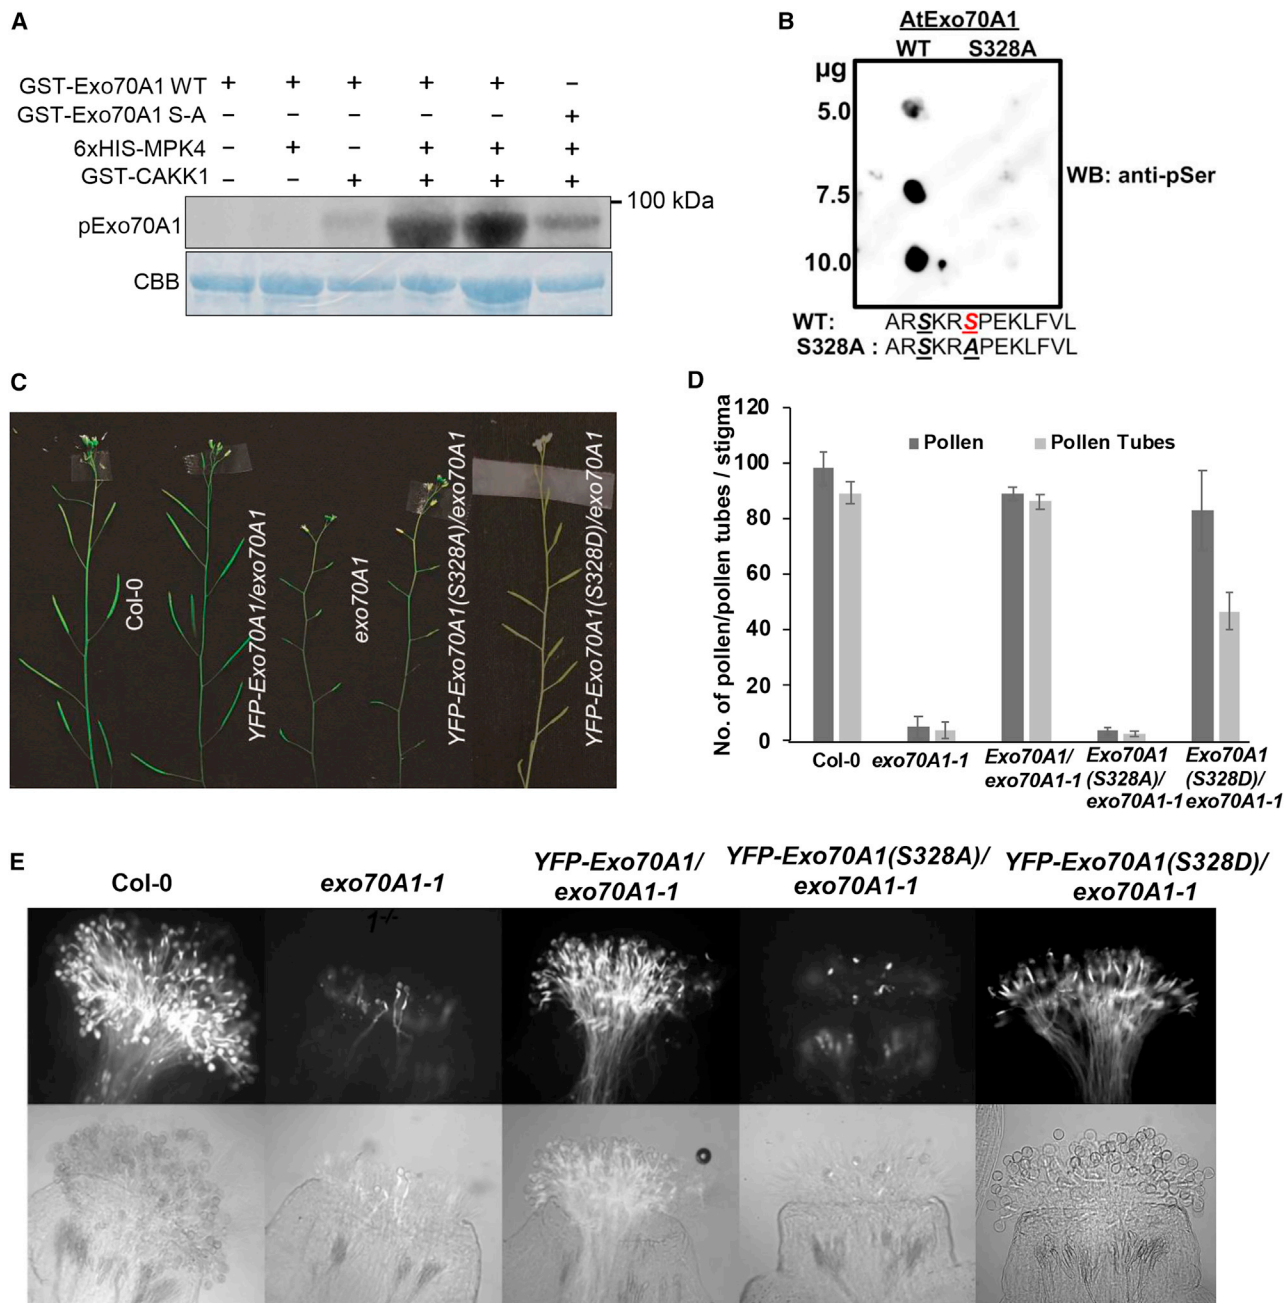 A
GST-Exo70A1 WT + + + + + −
GST-Exo70A1 S-A − − − − − +
6xHIS-MPK4 − + − + + +
GST-CAKK1 − − + + + +
100 kDa
pExo70A1
CBB
B
AtExo70A1
WT S328A
µg
5.0
7.5
10.0
WB: anti-pSer
WT: ARSKRSPEKLFVL
S328A : ARSKRAPEKLFVL
C
Col-0
YFP-Exo70A1/exo70A1
exo70A1
YFP-Exo70A1(S328A)/exo70A1
YFP-Exo70A1(S328D)/exo70A1
D
No. of pollen/pollen tubes / stigma
120
100
80
60
40
20
0
Pollen Pollen Tubes
Col-0
exo70A1-1
Exo70A1/
exo70A1-1
Exo70A1
(S328A)/
exo70A1-1
Exo70A1
(S328D)/
exo70A1-1
E
Col-0
exo70A1-1
1-/-
YFP-Exo70A1/
exo70A1-1
YFP-Exo70A1(S328A)/
exo70A1-1
YFP-Exo70A1(S328D)/
exo70A1-1